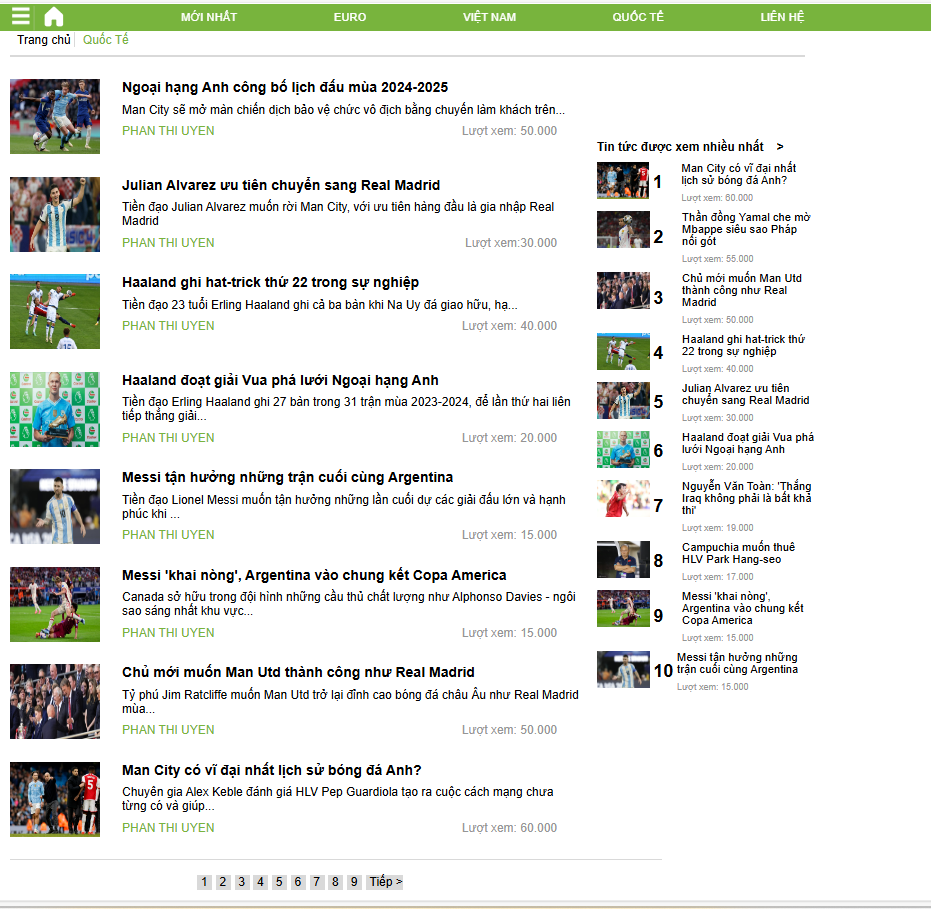 MỚI NHẤT EURO VIỆT NAM QUỐC TẾ LIÊN HỆ
Trang chủ Quốc Tế
Ngoại hạng Anh công bố lịch đấu mùa 2024-2025
Man City sẽ mở màn chiến dịch bảo vệ chức vô địch bằng chuyến làm khách trên...
PHAN THI UYEN Lượt xem: 50.000
Julian Alvarez ưu tiên chuyển sang Real Madrid
Tiền đạo Julian Alvarez muốn rời Man City, với ưu tiên hàng đầu là gia nhập Real
Madrid
PHAN THI UYEN Lượt xem:30.000
Haaland ghi hat-trick thứ 22 trong sự nghiệp
Tiền đạo 23 tuổi Erling Haaland ghi cả ba bàn khi Na Uy đá giao hữu, hạ...
PHAN THI UYEN Lượt xem: 40.000
Haaland đoạt giải Vua phá lưới Ngoại hạng Anh
Tiền đạo Erling Haaland ghi 27 bàn trong 31 trận mùa 2023-2024, để lần thứ hai liên
tiếp thắng giải...
PHAN THI UYEN Lượt xem: 20.000
Messi tận hưởng những trận cuối cùng Argentina
Tiền đạo Lionel Messi muốn tận hưởng những lần cuối dự các giải đấu lớn và hạnh
phúc khi ...
PHAN THI UYEN Lượt xem: 15.000
Messi 'khai nòng', Argentina vào chung kết Copa America
Canada sở hữu trong đội hình những cầu thủ chất lượng như Alphonso Davies - ngôi
sao sáng nhất khu vực...
PHAN THI UYEN Lượt xem: 15.000
Chủ mới muốn Man Utd thành công như Real Madrid
Tỷ phú Jim Ratcliffe muốn Man Utd trở lại đỉnh cao bóng đá châu Âu như Real Madrid
mùa...
PHAN THI UYEN Lượt xem: 50.000
Man City có vĩ đại nhất lịch sử bóng đá Anh?
Chuyên gia Alex Keble đánh giá HLV Pep Guardiola tạo ra cuộc cách mạng chưa
từng có và giúp...
PHAN THI UYEN Lượt xem: 60.000
Tin tức được xem nhiều nhất >
1 Man City có vĩ đại nhất
lịch sử bóng đá Anh?
Lượt xem: 60.000
2 Thần đồng Yamal che mờ
Mbappe siêu sao Pháp
nối gót
Lượt xem: 55.000
3 Chủ mới muốn Man Utd
thành công như Real
Madrid
Lượt xem: 50.000
4 Haaland ghi hat-trick thứ
22 trong sự nghiệp
Lượt xem: 40.000
5 Julian Alvarez ưu tiên
chuyển sang Real Madrid
Lượt xem: 30.000
6 Haaland đoạt giải Vua phá
lưới Ngoại hạng Anh
Lượt xem: 20.000
7 Nguyễn Văn Toàn: 'Thắng
Iraq không phải là bất khả
thi'
Lượt xem: 19.000
8 Campuchia muốn thuê
HLV Park Hang-seo
Lượt xem: 17.000
9 Messi 'khai nòng',
Argentina vào chung kết
Copa America
Lượt xem: 15.000
10 Messi tận hưởng những
trận cuối cùng Argentina
Lượt xem: 15.000
1 2 3 4 5 6 7 8 9 Tiếp >